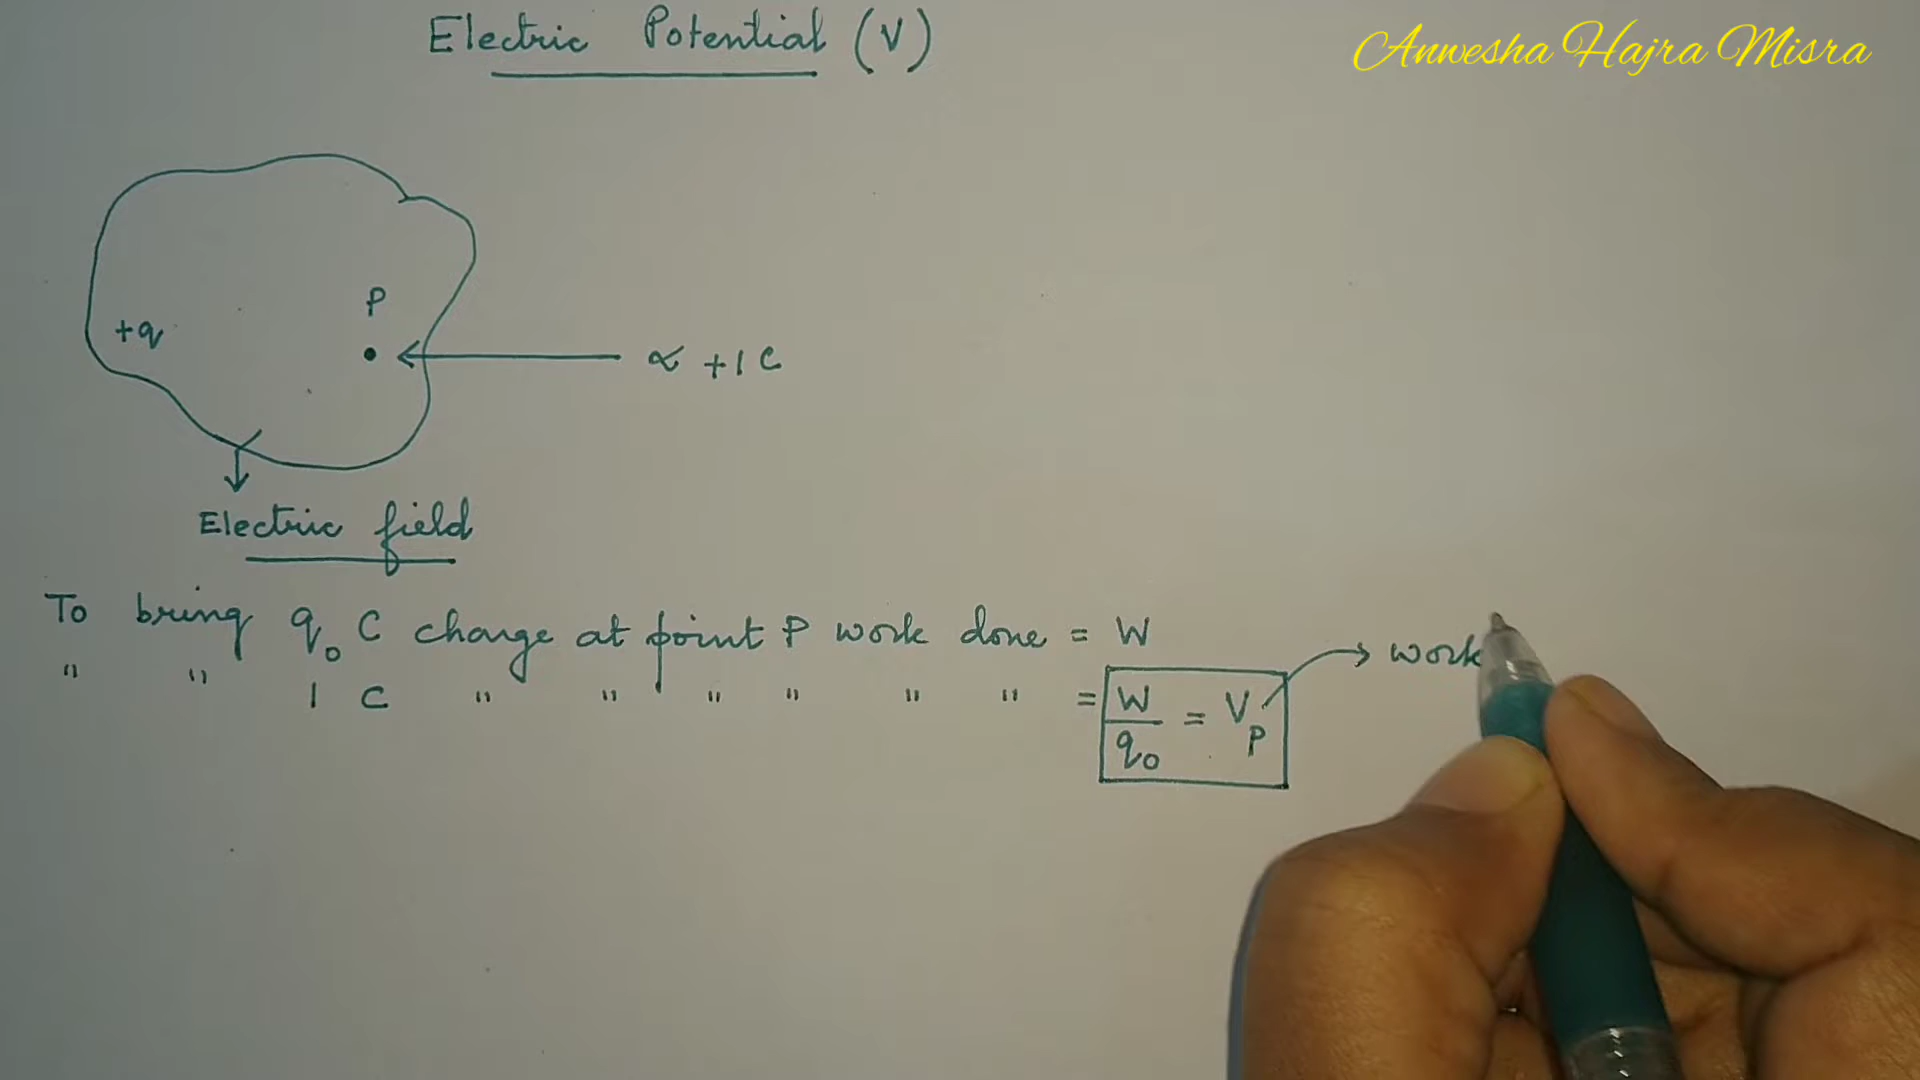 Electric Potential (V)
Anwesha Hajra Misra
P
+q
∝ +1 C
Electric field
To bring q₀ C charge at point P work done = W
" " 1 C " " " " " " = W/q₀ = V_P
work